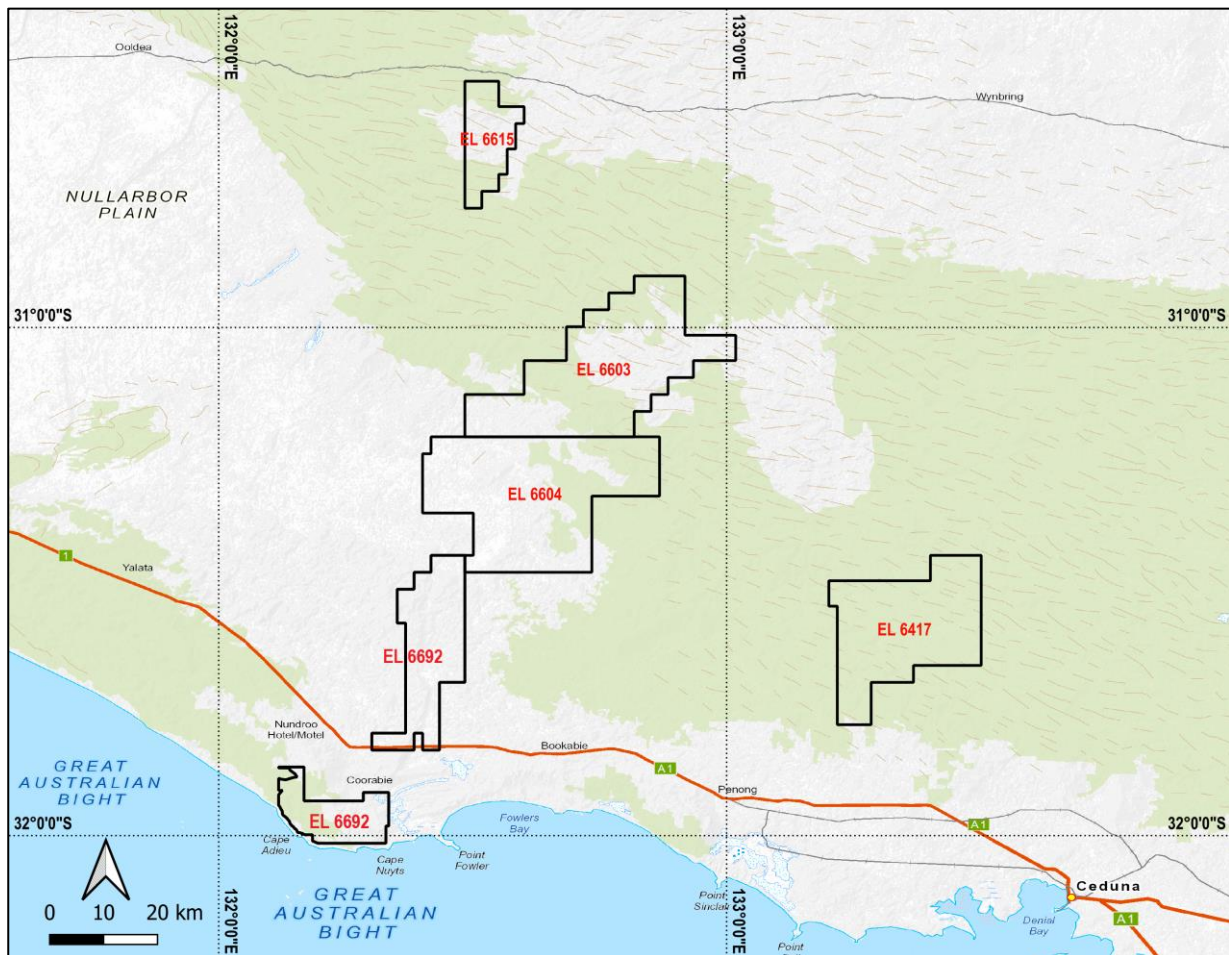 132°0'0"E
133°0'0"E
Ooldea
Wynbring
EL 6615
NULLARBOR
PLAIN
31°0'0"S
31°0'0"S
EL 6603
EL 6604
1
Yalata
EL 6417
EL 6692
Nundroo
Hotel/Motel
Bookabie
A1
GREAT
AUSTRALIAN
BIGHT
Coorabie
Penong
EL 6692
Fowlers
Bay
A1
32°0'0"S
32°0'0"S
Cape
Adieu
Cape
Nuyts
Point
Fowler
GREAT
AUSTRALIAN
BIGHT
Point
Sinclair
Ceduna
0 10 20 km
Denial
Bay
A1
132°0'0"E
133°0'0"E
Point